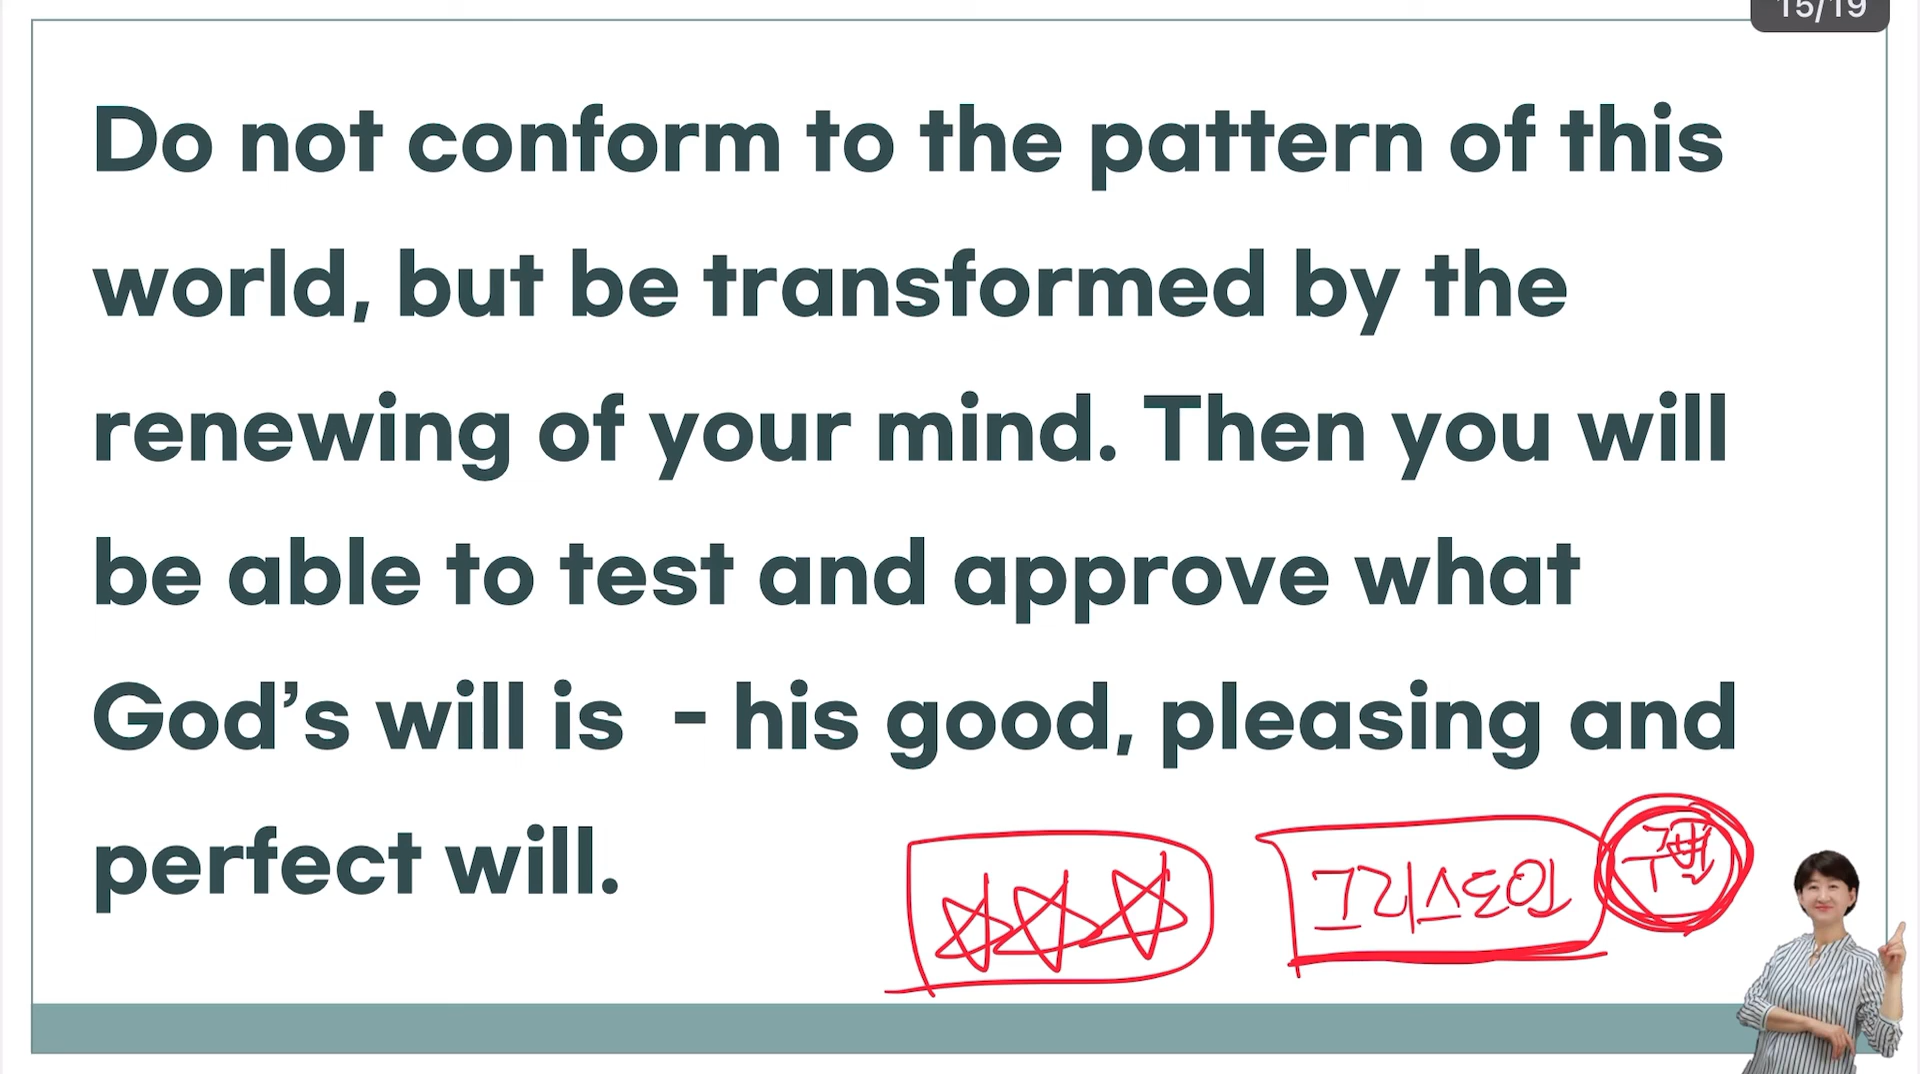 15/19
Do not conform to the pattern of this
world, but be transformed by the
renewing of your mind. Then you will
be able to test and approve what
God’s will is  - his good, pleasing and
perfect will.
그리스도인
구별